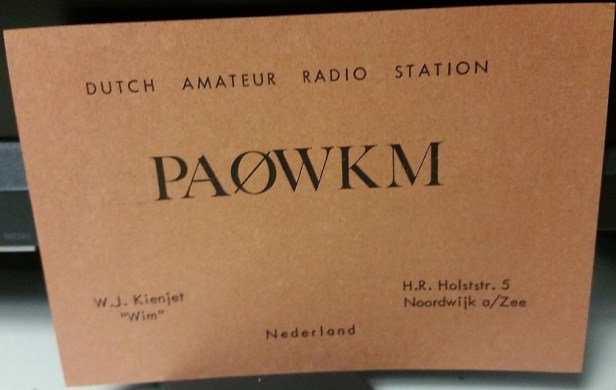 DUTCH AMATEUR RADIO STATION
PAØWKM
W.J. Kienjet
"Wim"
H.R. Holststr. 5
Noordwijk a/Zee
Nederland